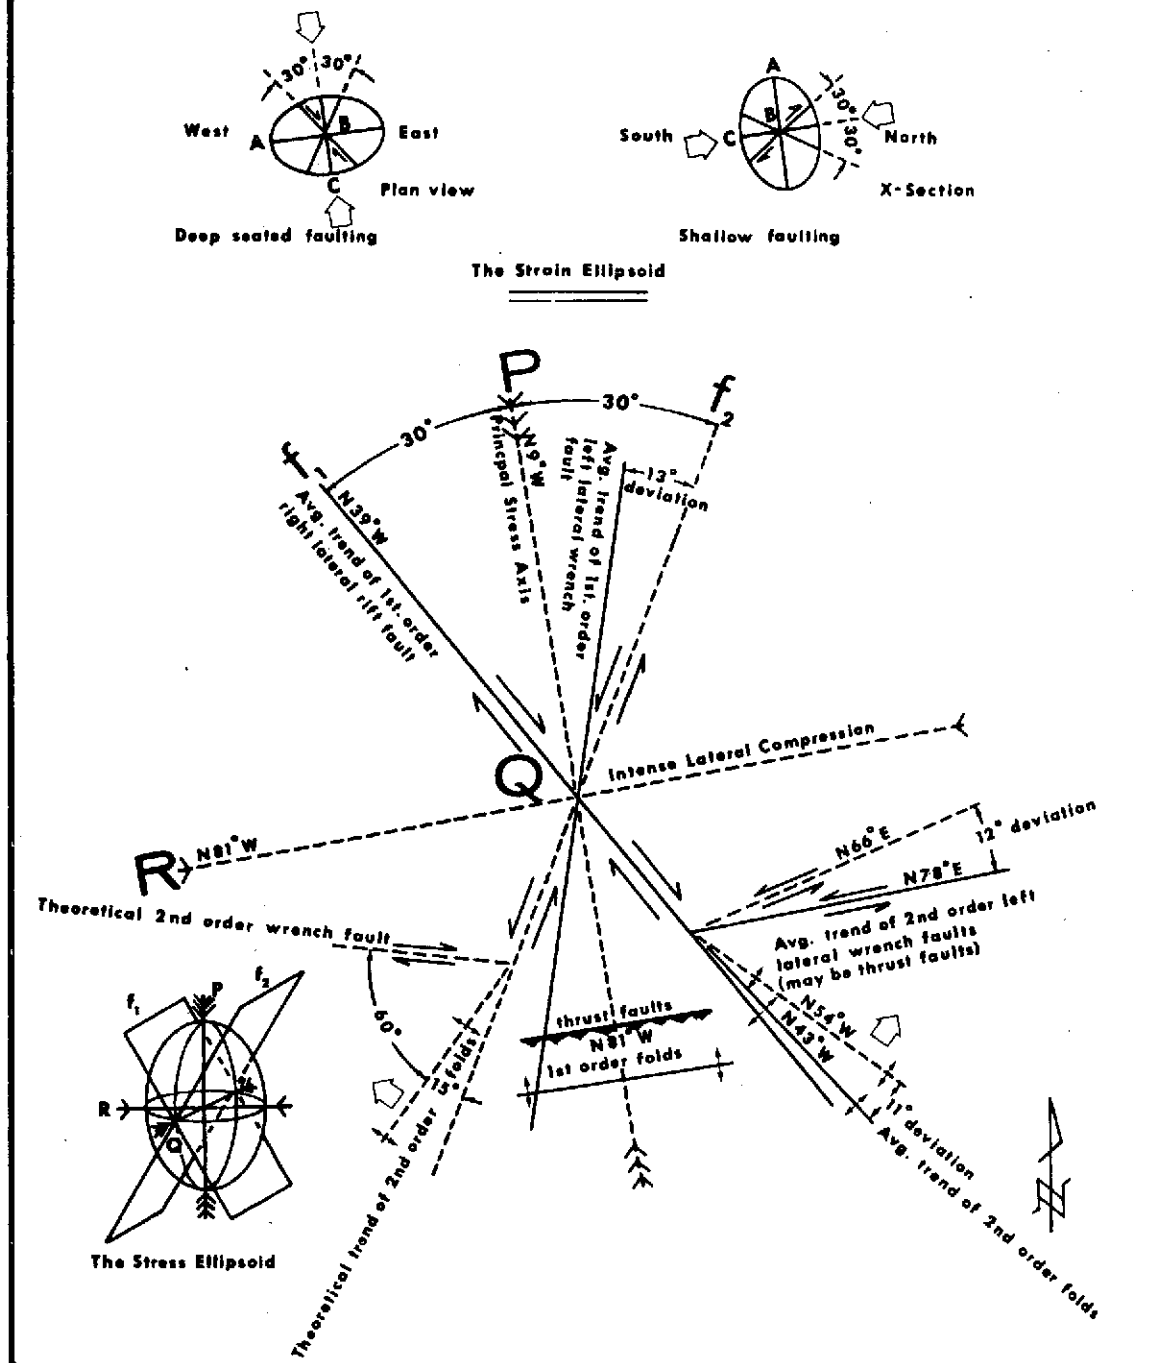 30° 30°
West
A
B
East
C
Plan view
Deep seated faulting
A
30°
B
South
C
30°
North
X-Section
Shallow faulting
The Strain Ellipsoid
P
30°
30°
f2
f1
N9°W
Principal Stress Axis
Avg. trend of 1st. order
left lateral wrench
fault
13°
deviation
N39°W
Avg. trend of 1st. order
right lateral rift fault
Q
Intense Lateral Compression
R
N81°W
N66°E
12° deviation
N78°E
Avg. trend of 2nd order left
lateral wrench faults
(may be thrust faults)
Theoretical 2nd order wrench fault
60°
N54°W
N43°W
11° deviation
Avg. trend of 2nd order folds
thrust faults
N81°W
1st order folds
5°
Theoretical trend of 2nd order folds
f1
f2
P
R
Q
The Stress Ellipsoid